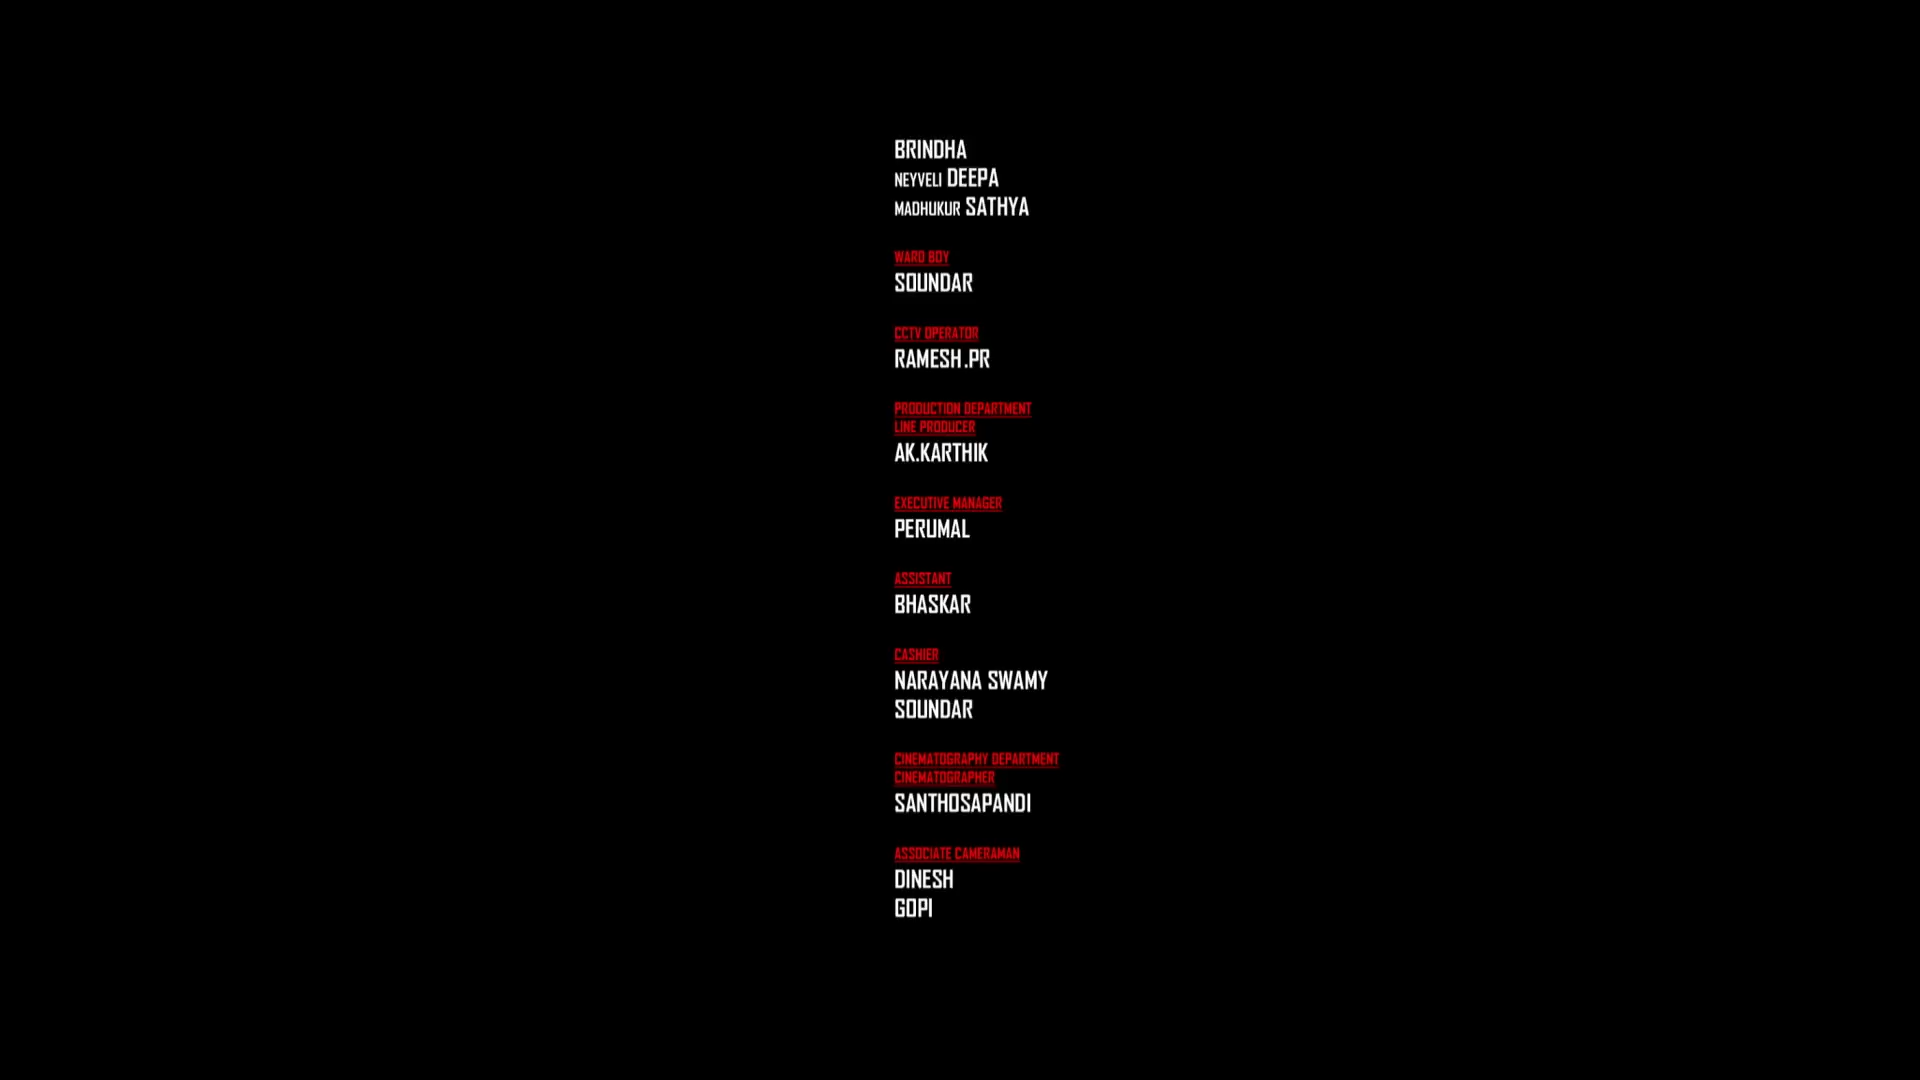 BRINDHA
NEYVELI DEEPA
MADHUKUR SATHYA
WARD BOY
SOUNDAR
CCTV OPERATOR
RAMESH.PR
PRODUCTION DEPARTMENT
LINE PRODUCER
AK.KARTHIK
EXECUTIVE MANAGER
PERUMAL
ASSISTANT
BHASKAR
CASHIER
NARAYANA SWAMY
SOUNDAR
CINEMATOGRAPHY DEPARTMENT
CINEMATOGRAPHER
SANTHOSAPANDI
ASSOCIATE CAMERAMAN
DINESH
GOPI